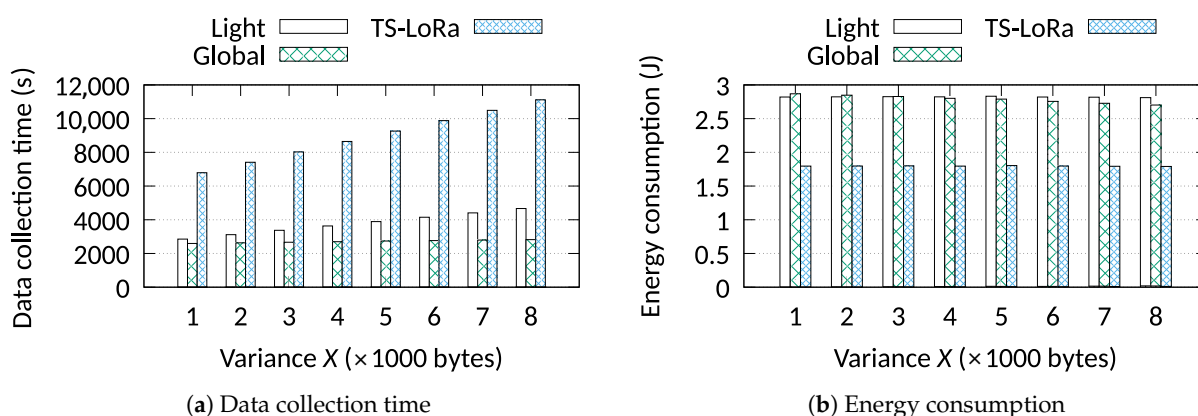 Light
TS-LoRa
Global
Data collection time (s)
12,000
10,000
8000
6000
4000
2000
0
1 2 3 4 5 6 7 8
Variance X (×1000 bytes)
(a) Data collection time
Light
TS-LoRa
Global
Energy consumption (J)
3
2.5
2
1.5
1
0.5
0
1 2 3 4 5 6 7 8
Variance X (×1000 bytes)
(b) Energy consumption